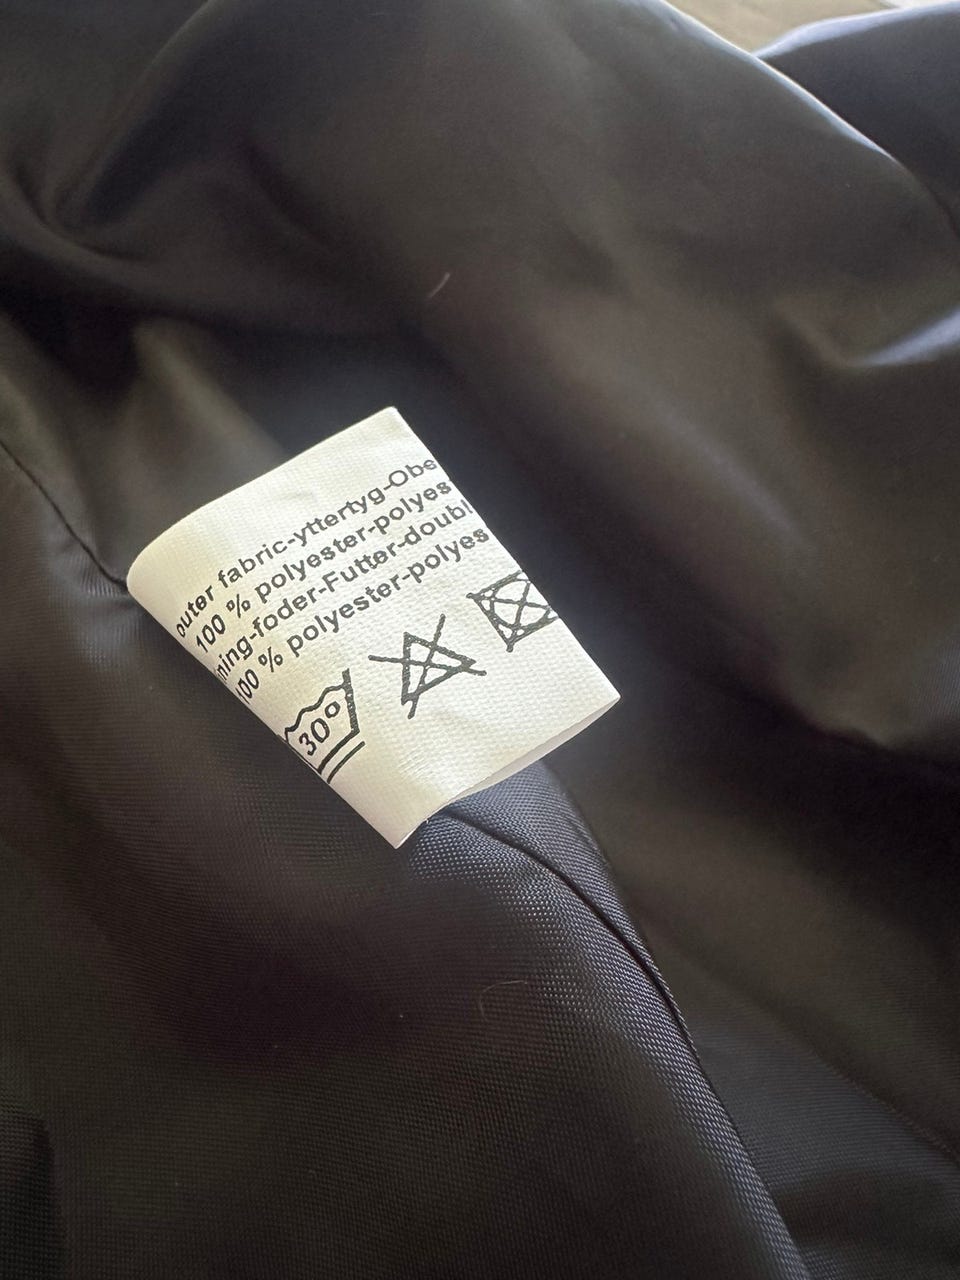 outer fabric-yttertyg-Obe
100 % polyester-polyes
ning-foder-Futter-doubl
100 % polyester-polyes
30°